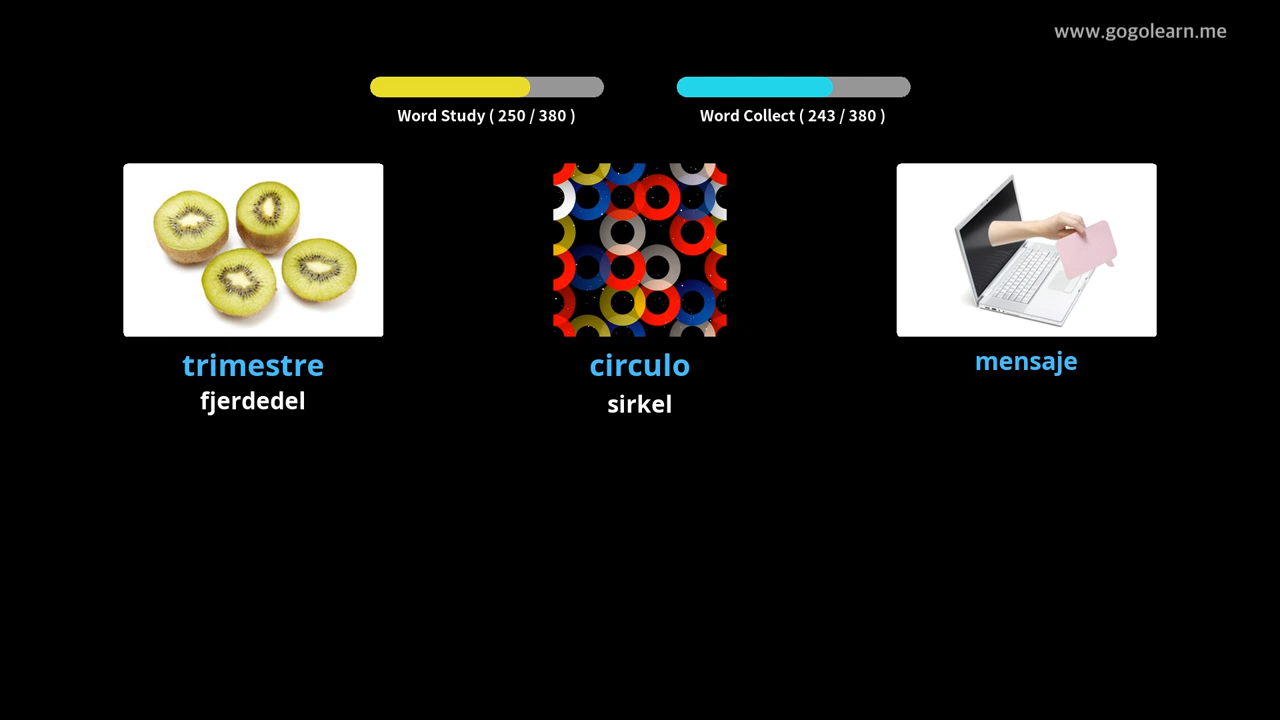 www.gogolearn.me
Word Study ( 250 / 380 )
Word Collect ( 243 / 380 )
trimestre
fjerdedel
circulo
sirkel
mensaje